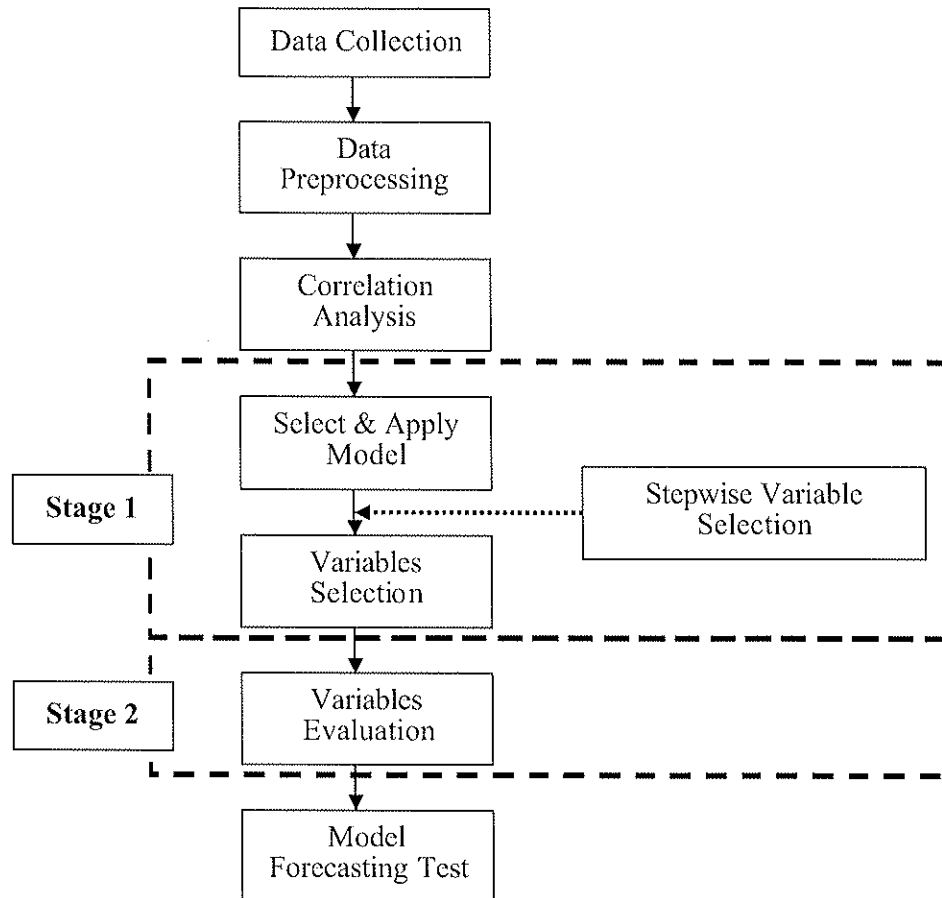 Data Collection
Data
Preprocessing
Correlation
Analysis
Select & Apply
Model
Stage 1
Stepwise Variable
Selection
Variables
Selection
Variables
Evaluation
Stage 2
Model
Forecasting Test